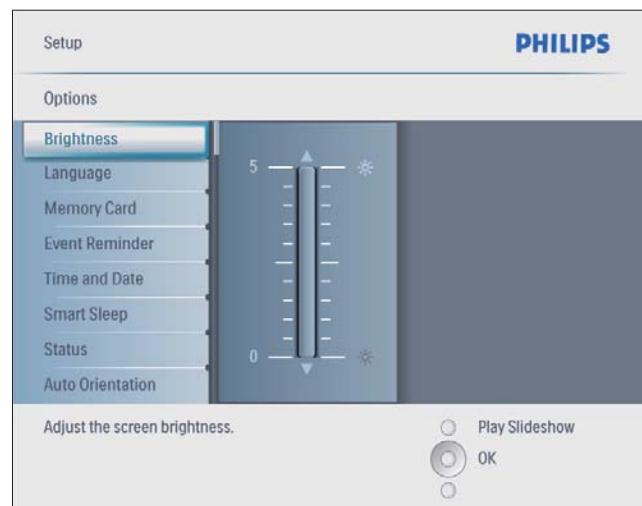 Setup
PHILIPS
Options
Brightness
Language
Memory Card
Event Reminder
Time and Date
Smart Sleep
Status
Auto Orientation
5
0
Adjust the screen brightness.
Play Slideshow
OK